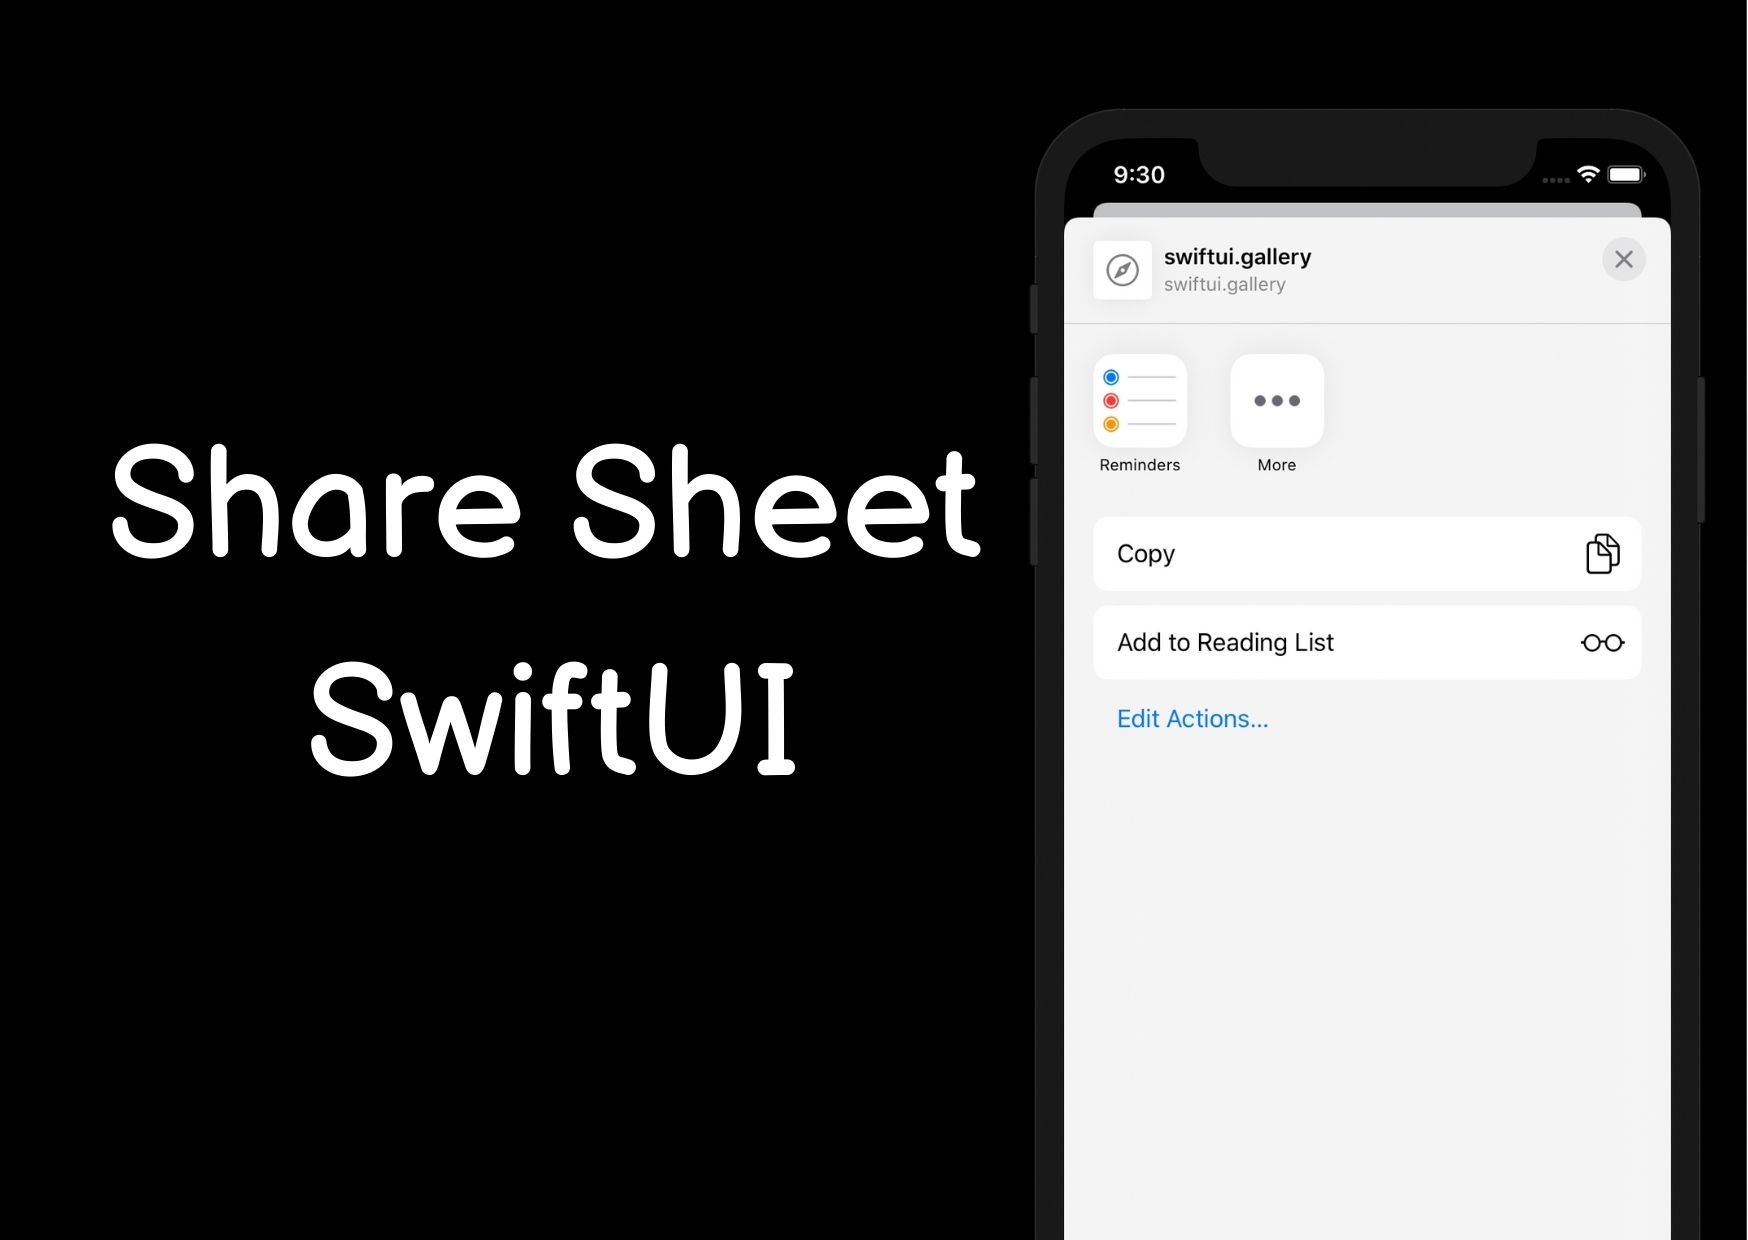 Share Sheet
SwiftUI
9:30
swiftui.gallery
swiftui.gallery
Reminders
More
Copy
Add to Reading List
Edit Actions...